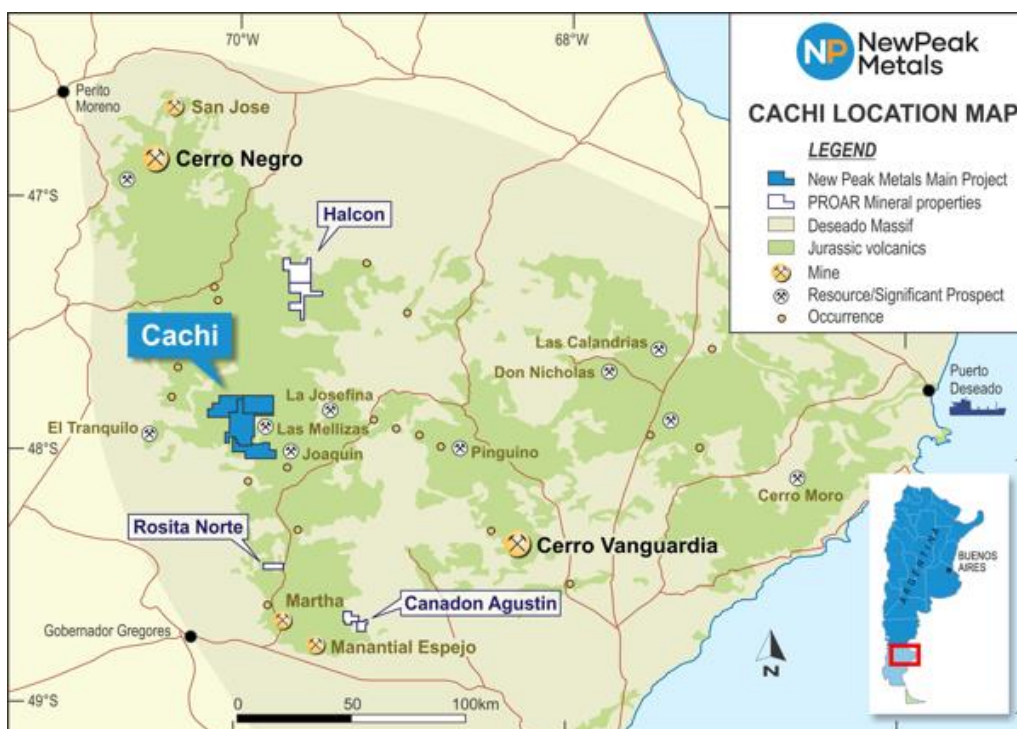 70°W
68°W
NP NewPeak
Metals
CACHI LOCATION MAP
LEGEND
New Peak Metals Main Project
PROAR Mineral properties
Deseado Massif
Jurassic volcanics
Mine
Resource/Significant Prospect
Occurrence
Perito
Moreno
San Jose
Cerro Negro
47°S
Halcon
Cachi
Las Calandrias
Don Nicholas
Puerto
Deseado
La Josefina
El Tranquilo
Las Mellizas
48°S
Joaquin
Pinguino
Cerro Moro
Rosita Norte
Cerro Vanguardia
ARGENTINA
BUENOS
AIRES
Martha
Canadon Agustin
Gobernador Gregores
Manantial Espejo
N
49°S
0 50 100km